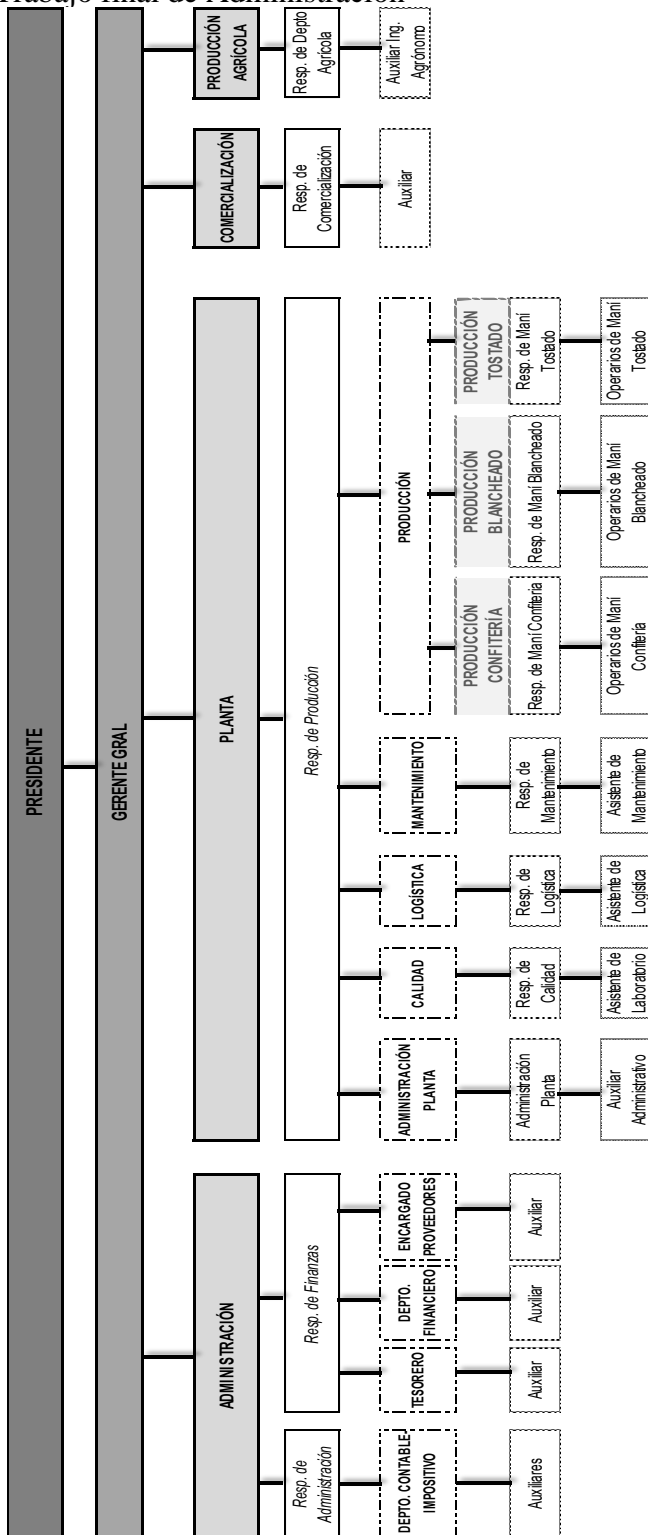 Trabajo final de Administración
PRESIDENTE
GERENTE GRAL
ADMINISTRACIÓN
PLANTA
COMERCIALIZACIÓN
PRODUCCIÓN
AGRÍCOLA
Resp. de
Administración
Resp. de Finanzas
Resp. de Producción
Resp. de
Comercialización
Resp. de Depto
Agrícola
DEPTO. CONTABLE-
IMPOSITIVO
TESORERO
DEPTO.
FINANCIERO
ENCARGADO
PROVEEDORES
ADMINISTRACIÓN
PLANTA
CALIDAD
LOGÍSTICA
MANTENIMIENTO
PRODUCCIÓN
Auxiliar
Auxiliar Ing.
Agrónomo
PRODUCCIÓN
CONFITERÍA
PRODUCCIÓN
BLANCHEADO
PRODUCCIÓN
TOSTADO
Auxiliares
Auxiliar
Auxiliar
Auxiliar
Administración
Planta
Resp. de
Calidad
Resp. de
Logística
Resp. de
Mantenimiento
Resp. de Maní Confitería
Resp. de Maní Blancheado
Resp. de Maní
Tostado
Auxiliar
Administrativo
Asistente de
Laboratorio
Asistente de
Logística
Asistente de
Mantenimiento
Operarios de Maní
Confitería
Operarios de Maní
Blancheado
Operarios de Maní
Tostado